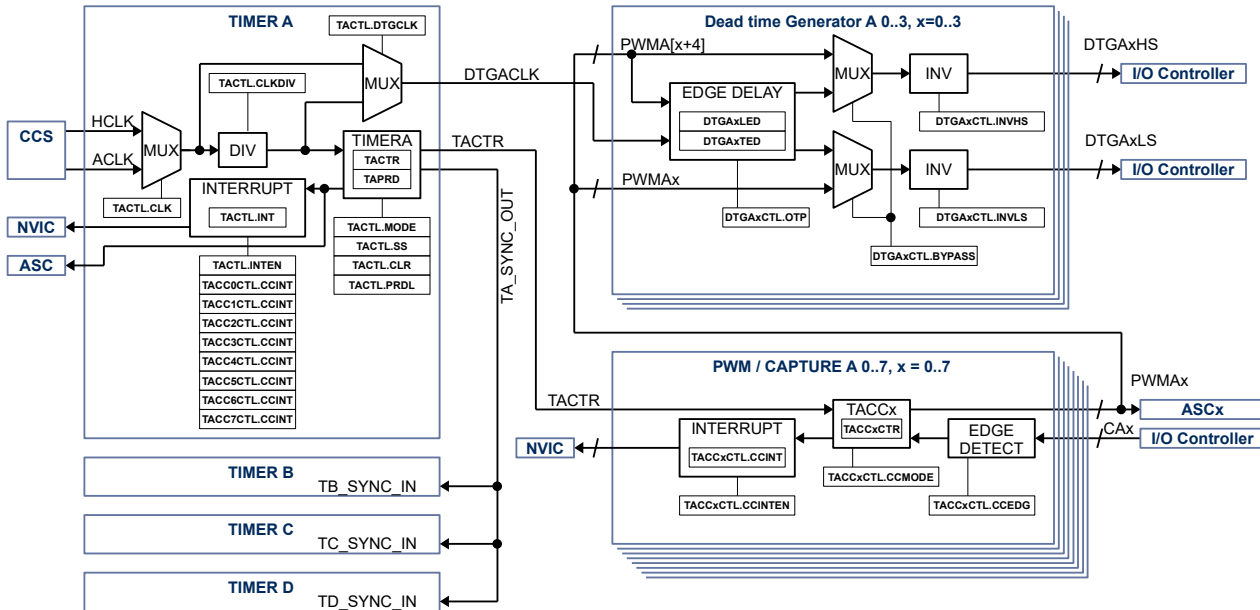 TIMER A
TACTL.DTGCLK
MUX
TACTL.CLKDIV
CCS
HCLK
ACLK
MUX
DIV
TIMERA
TACTR
TAPRD
INTERRUPT
TACTL.INT
TACTL.CLK
NVIC
ASC
TACTL.MODE
TACTL.SS
TACTL.CLR
TACTL.PRDL
TACTL.INTEN
TACC0CTL.CCINT
TACC1CTL.CCINT
TACC2CTL.CCINT
TACC3CTL.CCINT
TACC4CTL.CCINT
TACC5CTL.CCINT
TACC6CTL.CCINT
TACC7CTL.CCINT
DTGACLK
TACTR
TA_SYNC_OUT
TIMER B
TB_SYNC_IN
TIMER C
TC_SYNC_IN
TIMER D
TD_SYNC_IN
Dead time Generator A 0..3, x=0..3
PWMA[x+4]
EDGE DELAY
DTGAxLED
DTGAxTED
MUX
INV
DTGAxCTL.INVHS
DTGAxHS
I/O Controller
PWMAx
MUX
INV
DTGAxCTL.OTP
DTGAxCTL.INVLS
DTGAxCTL.BYPASS
DTGAxLS
I/O Controller
PWM / CAPTURE A 0..7, x = 0..7
TACTR
TACCx
TACCxCTR
PWMAx
ASCx
CAx
I/O Controller
NVIC
INTERRUPT
TACCxCTL.CCINT
EDGE
DETECT
TACCxCTL.CCMODE
TACCxCTL.CCINTEN
TACCxCTL.CCEDG